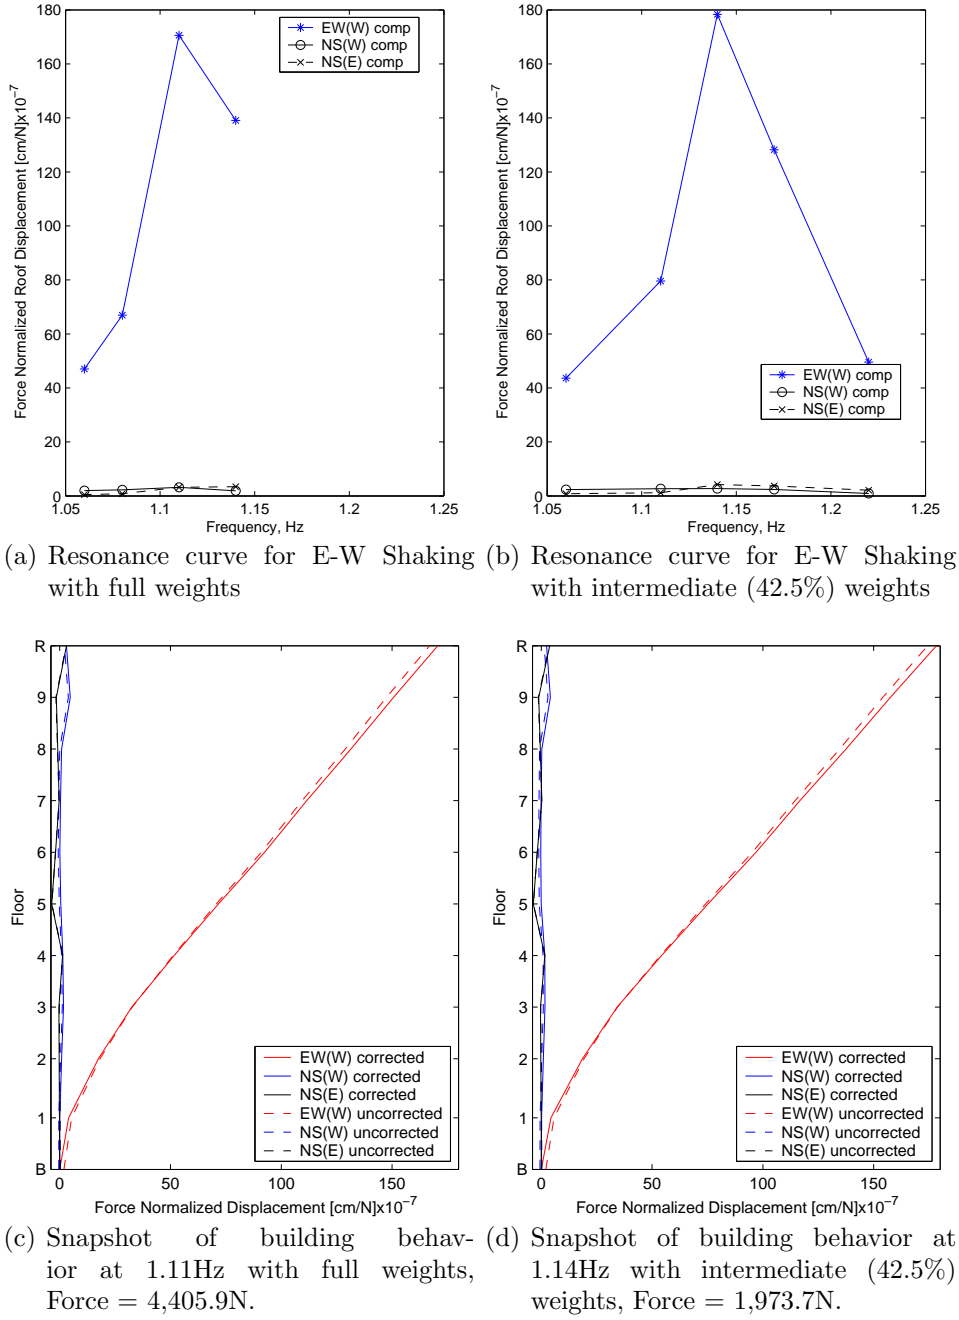 180
160
140
120
100
80
60
40
20
0
1.05
1.1
1.15
1.2
1.25
Force Normalized Roof Displacement [cm/N]x10-7
Frequency, Hz
EW(W) comp
NS(W) comp
NS(E) comp
(a) Resonance curve for E-W Shaking
with full weights
180
160
140
120
100
80
60
40
20
0
1.05
1.1
1.15
1.2
1.25
Force Normalized Roof Displacement [cm/N]x10-7
Frequency, Hz
EW(W) comp
NS(W) comp
NS(E) comp
(b) Resonance curve for E-W Shaking
with intermediate (42.5%) weights
R
9
8
7
6
5
4
3
2
1
B
Floor
0
50
100
150
Force Normalized Displacement [cm/N]x10-7
EW(W) corrected
NS(W) corrected
NS(E) corrected
EW(W) uncorrected
NS(W) uncorrected
NS(E) uncorrected
(c) Snapshot of building behav-
ior at 1.11Hz with full weights,
Force = 4,405.9N.
R
9
8
7
6
5
4
3
2
1
B
Floor
0
50
100
150
Force Normalized Displacement [cm/N]x10-7
EW(W) corrected
NS(W) corrected
NS(E) corrected
EW(W) uncorrected
NS(W) uncorrected
NS(E) uncorrected
(d) Snapshot of building behavior at
1.14Hz with intermediate (42.5%)
weights, Force = 1,973.7N.